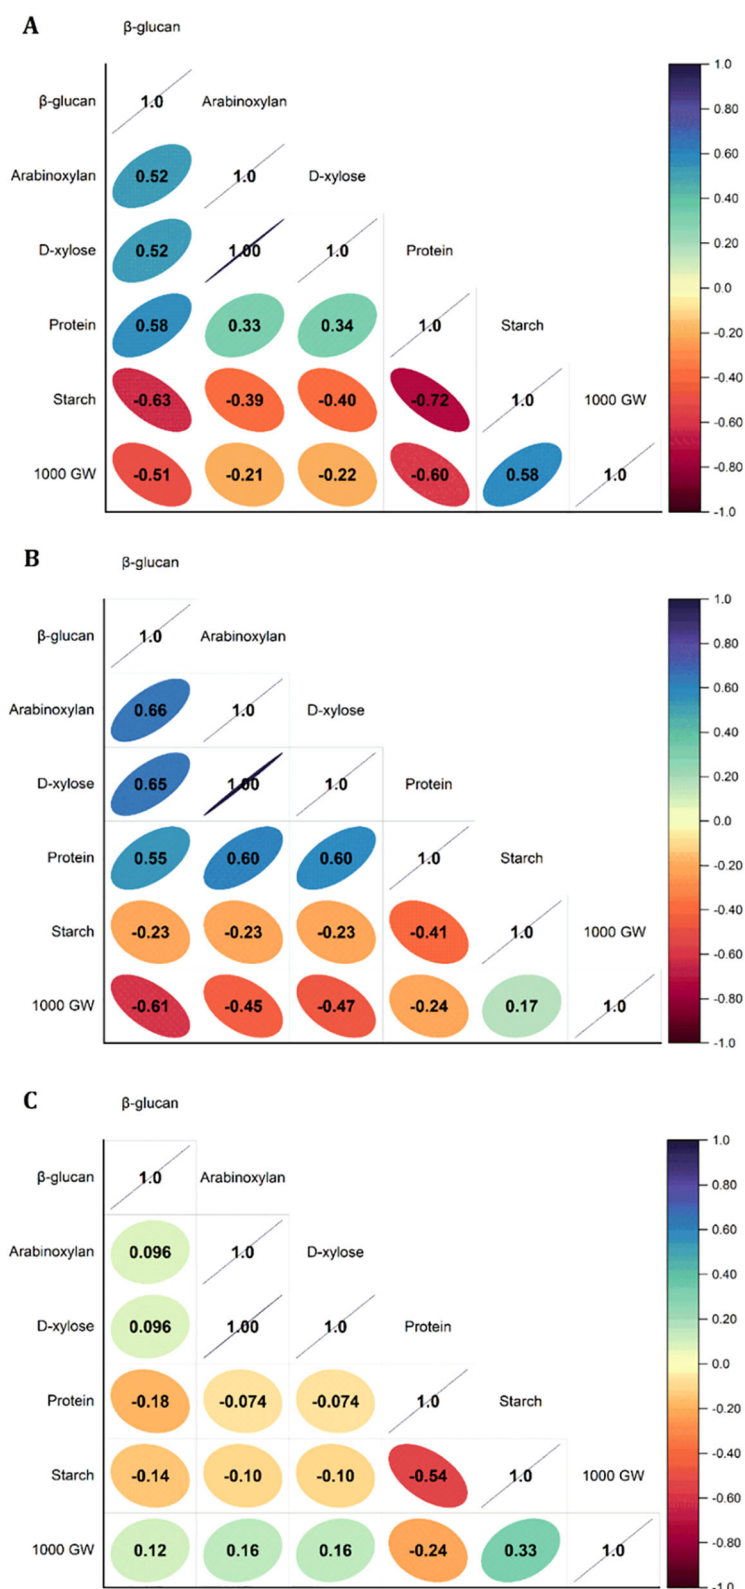 A
β-glucan
β-glucan 1.0 Arabinoxylan
Arabinoxylan 0.52 1.0 D-xylose
D-xylose 0.52 1.00 1.0 Protein
Protein 0.58 0.33 0.34 1.0 Starch
Starch -0.63 -0.39 -0.40 -0.72 1.0 1000 GW
1000 GW -0.51 -0.21 -0.22 -0.60 0.58 1.0
1.0
0.80
0.60
0.40
0.20
0.0
-0.20
-0.40
-0.60
-0.80
-1.0
B
β-glucan
β-glucan 1.0 Arabinoxylan
Arabinoxylan 0.66 1.0 D-xylose
D-xylose 0.65 1.00 1.0 Protein
Protein 0.55 0.60 0.60 1.0 Starch
Starch -0.23 -0.23 -0.23 -0.41 1.0 1000 GW
1000 GW -0.61 -0.45 -0.47 -0.24 0.17 1.0
1.0
0.80
0.60
0.40
0.20
0.0
-0.20
-0.40
-0.60
-0.80
-1.0
C
β-glucan
β-glucan 1.0 Arabinoxylan
Arabinoxylan 0.096 1.0 D-xylose
D-xylose 0.096 1.00 1.0 Protein
Protein -0.18 -0.074 -0.074 1.0 Starch
Starch -0.14 -0.10 -0.10 -0.54 1.0 1000 GW
1000 GW 0.12 0.16 0.16 -0.24 0.33 1.0
1.0
0.80
0.60
0.40
0.20
0.0
-0.20
-0.40
-0.60
-0.80
-1.0